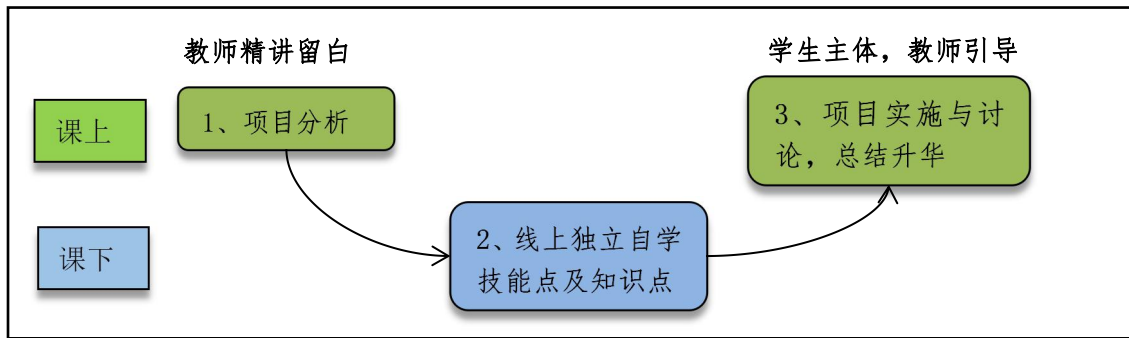 教师精讲留白
学生主体，教师引导
课上
1、项目分析
3、项目实施与讨
论，总结升华
课下
2、线上独立自学
技能点及知识点